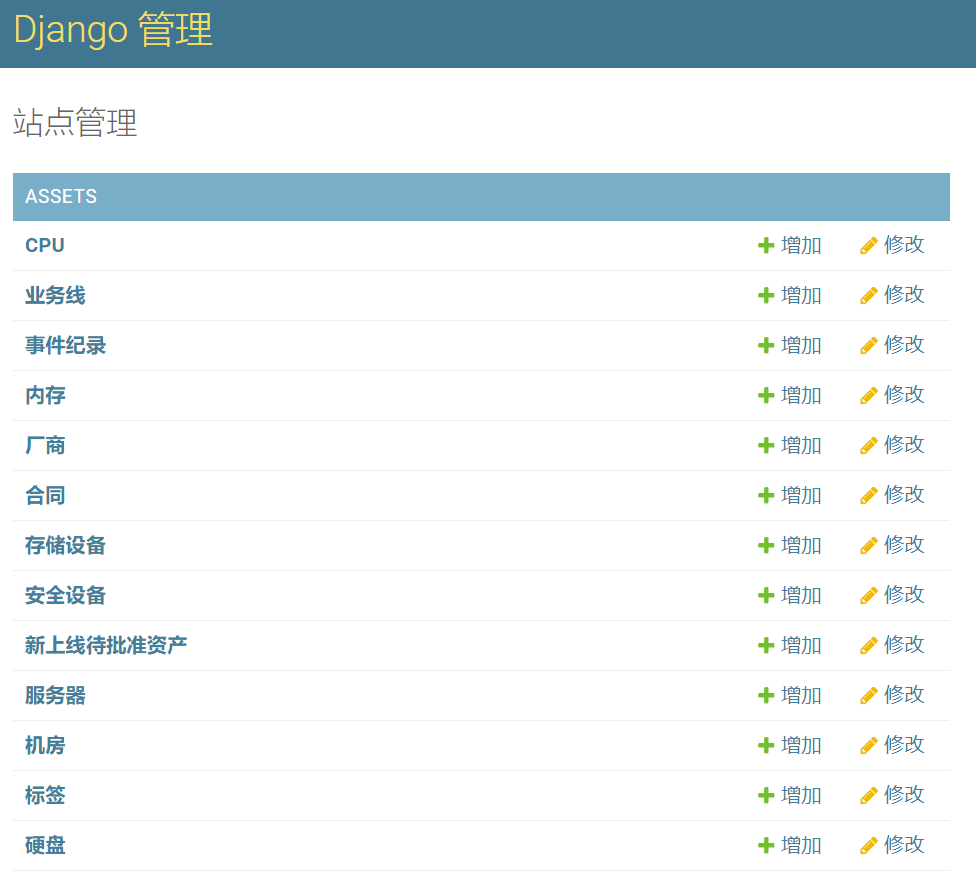 Django 管理
站点管理
ASSETS
CPU 增加 修改
业务线 增加 修改
事件纪录 增加 修改
内存 增加 修改
厂商 增加 修改
合同 增加 修改
存储设备 增加 修改
安全设备 增加 修改
新上线待批准资产 增加 修改
服务器 增加 修改
机房 增加 修改
标签 增加 修改
硬盘 增加 修改